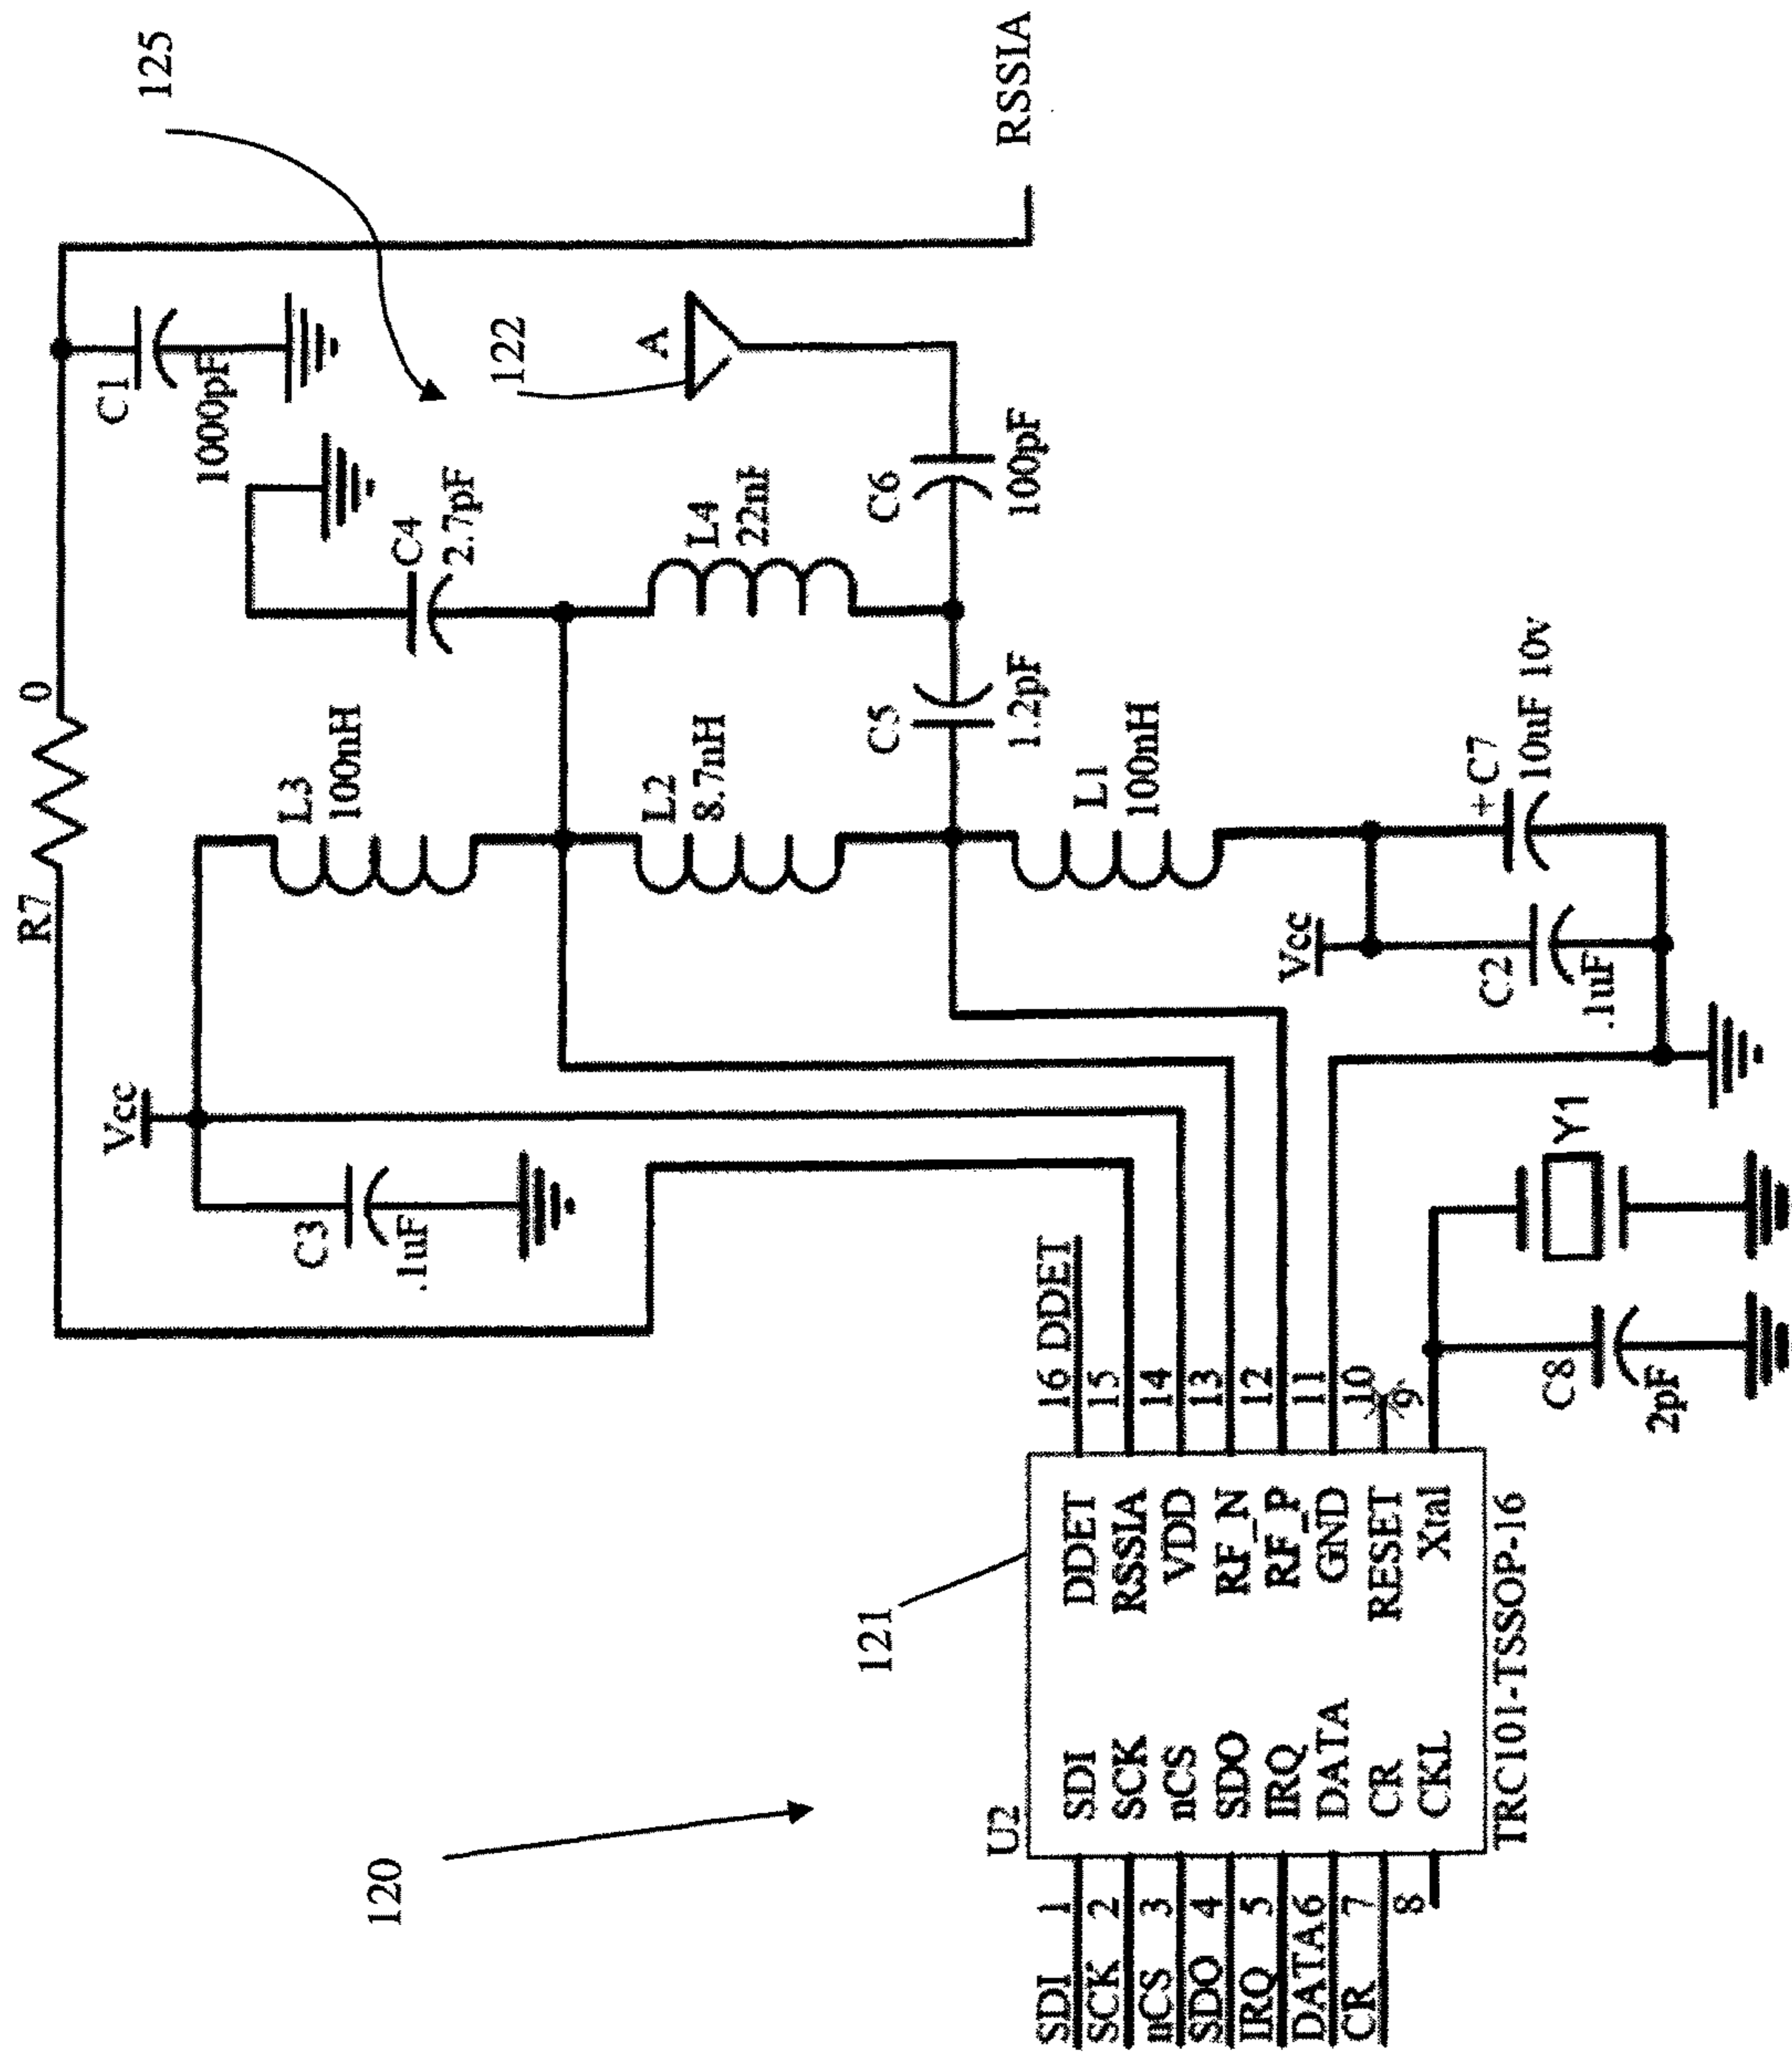 125
RSSIA
R7
0
C1
1000pF
C4
2.7pF
122
A
L3
100nH
L4
22nF
C6
100pF
L2
8.7nH
C5
1.2pF
L1
100nH
+C7
10uF 10v
Vcc
C2
.1uF
Vcc
C3
.1uF
Y1
C8
2pF
120
121
U2
SDI
SCK
nCS
SDO
IRQ
DATA
CR
1
2
3
4
5
6
7
8
SDI
SCK
nCS
SDO
IRQ
DATA
CR
CKL
DDET
RSSIA
VDD
RF_N
RF_P
GND
RESET
Xtal
16
15
14
13
12
11
10
9
DDET
TRC101-TSSOP-16